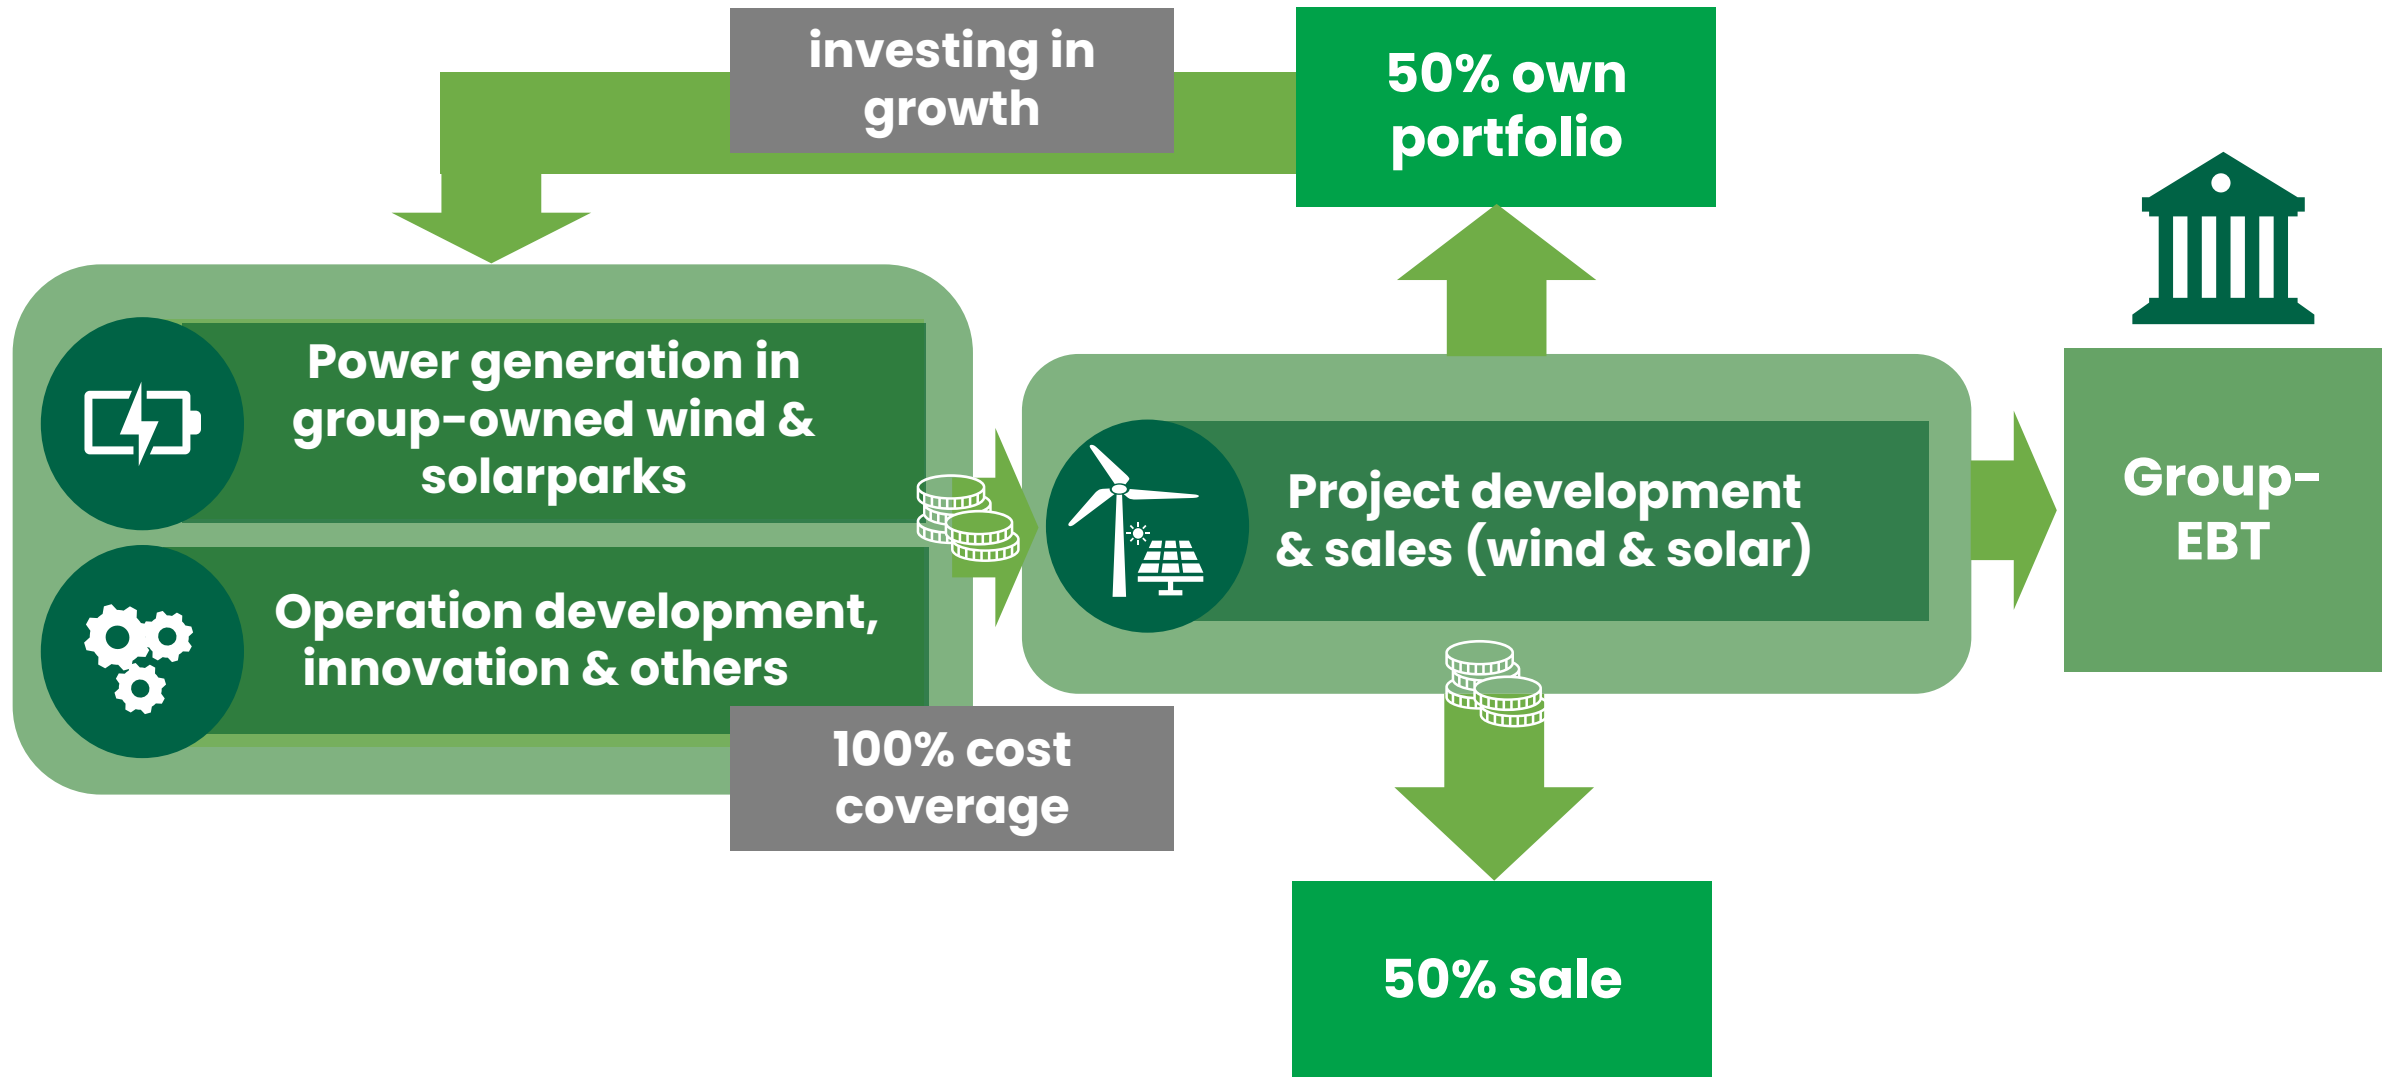 investing in
growth
50% own
portfolio
Power generation in
group-owned wind &
solarparks
Operation development,
innovation & others
100% cost
coverage
Project development
& sales (wind & solar)
Group-
EBT
50% sale